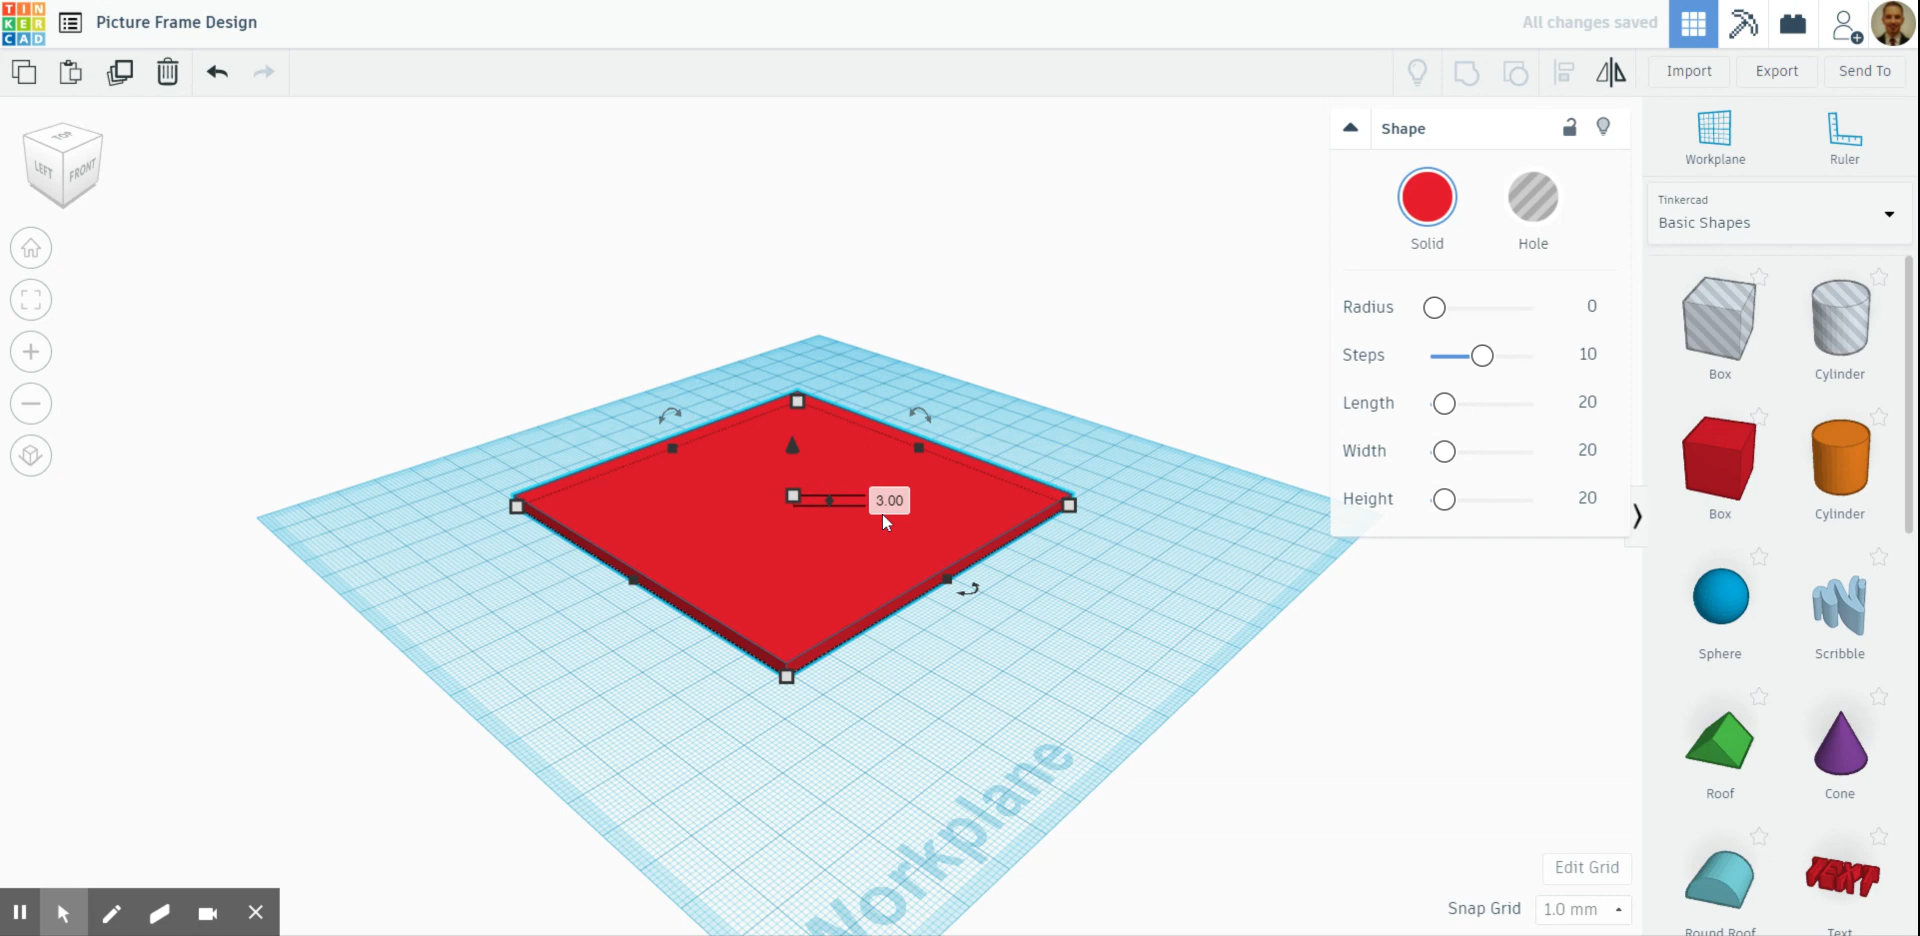 TIN
KER
CAD
Picture Frame Design
All changes saved
Import
Export
Send To
TOP
LEFT
FRONT
Shape
Solid
Hole
Radius 0
Steps 10
Length 20
Width 20
Height 20
Workplane
Ruler
Tinkercad
Basic Shapes
Box
Cylinder
Box
Cylinder
Sphere
Scribble
Roof
Cone
TEXT
Round Roof
Text
3.00
Workplane
Edit Grid
Snap Grid 1.0 mm